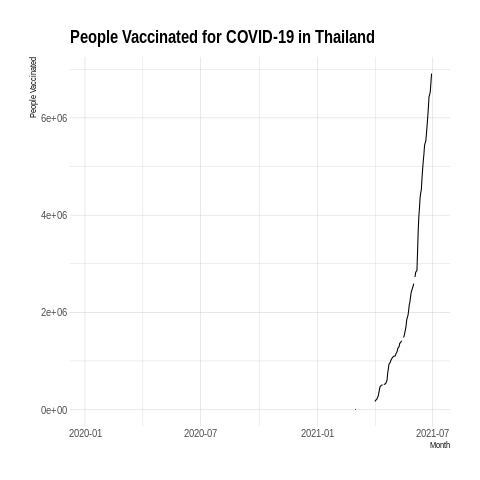 People Vaccinated for COVID-19 in Thailand
People Vaccinated
6e+06
4e+06
2e+06
0e+00
2020-01 2020-07 2021-01 2021-07
Month